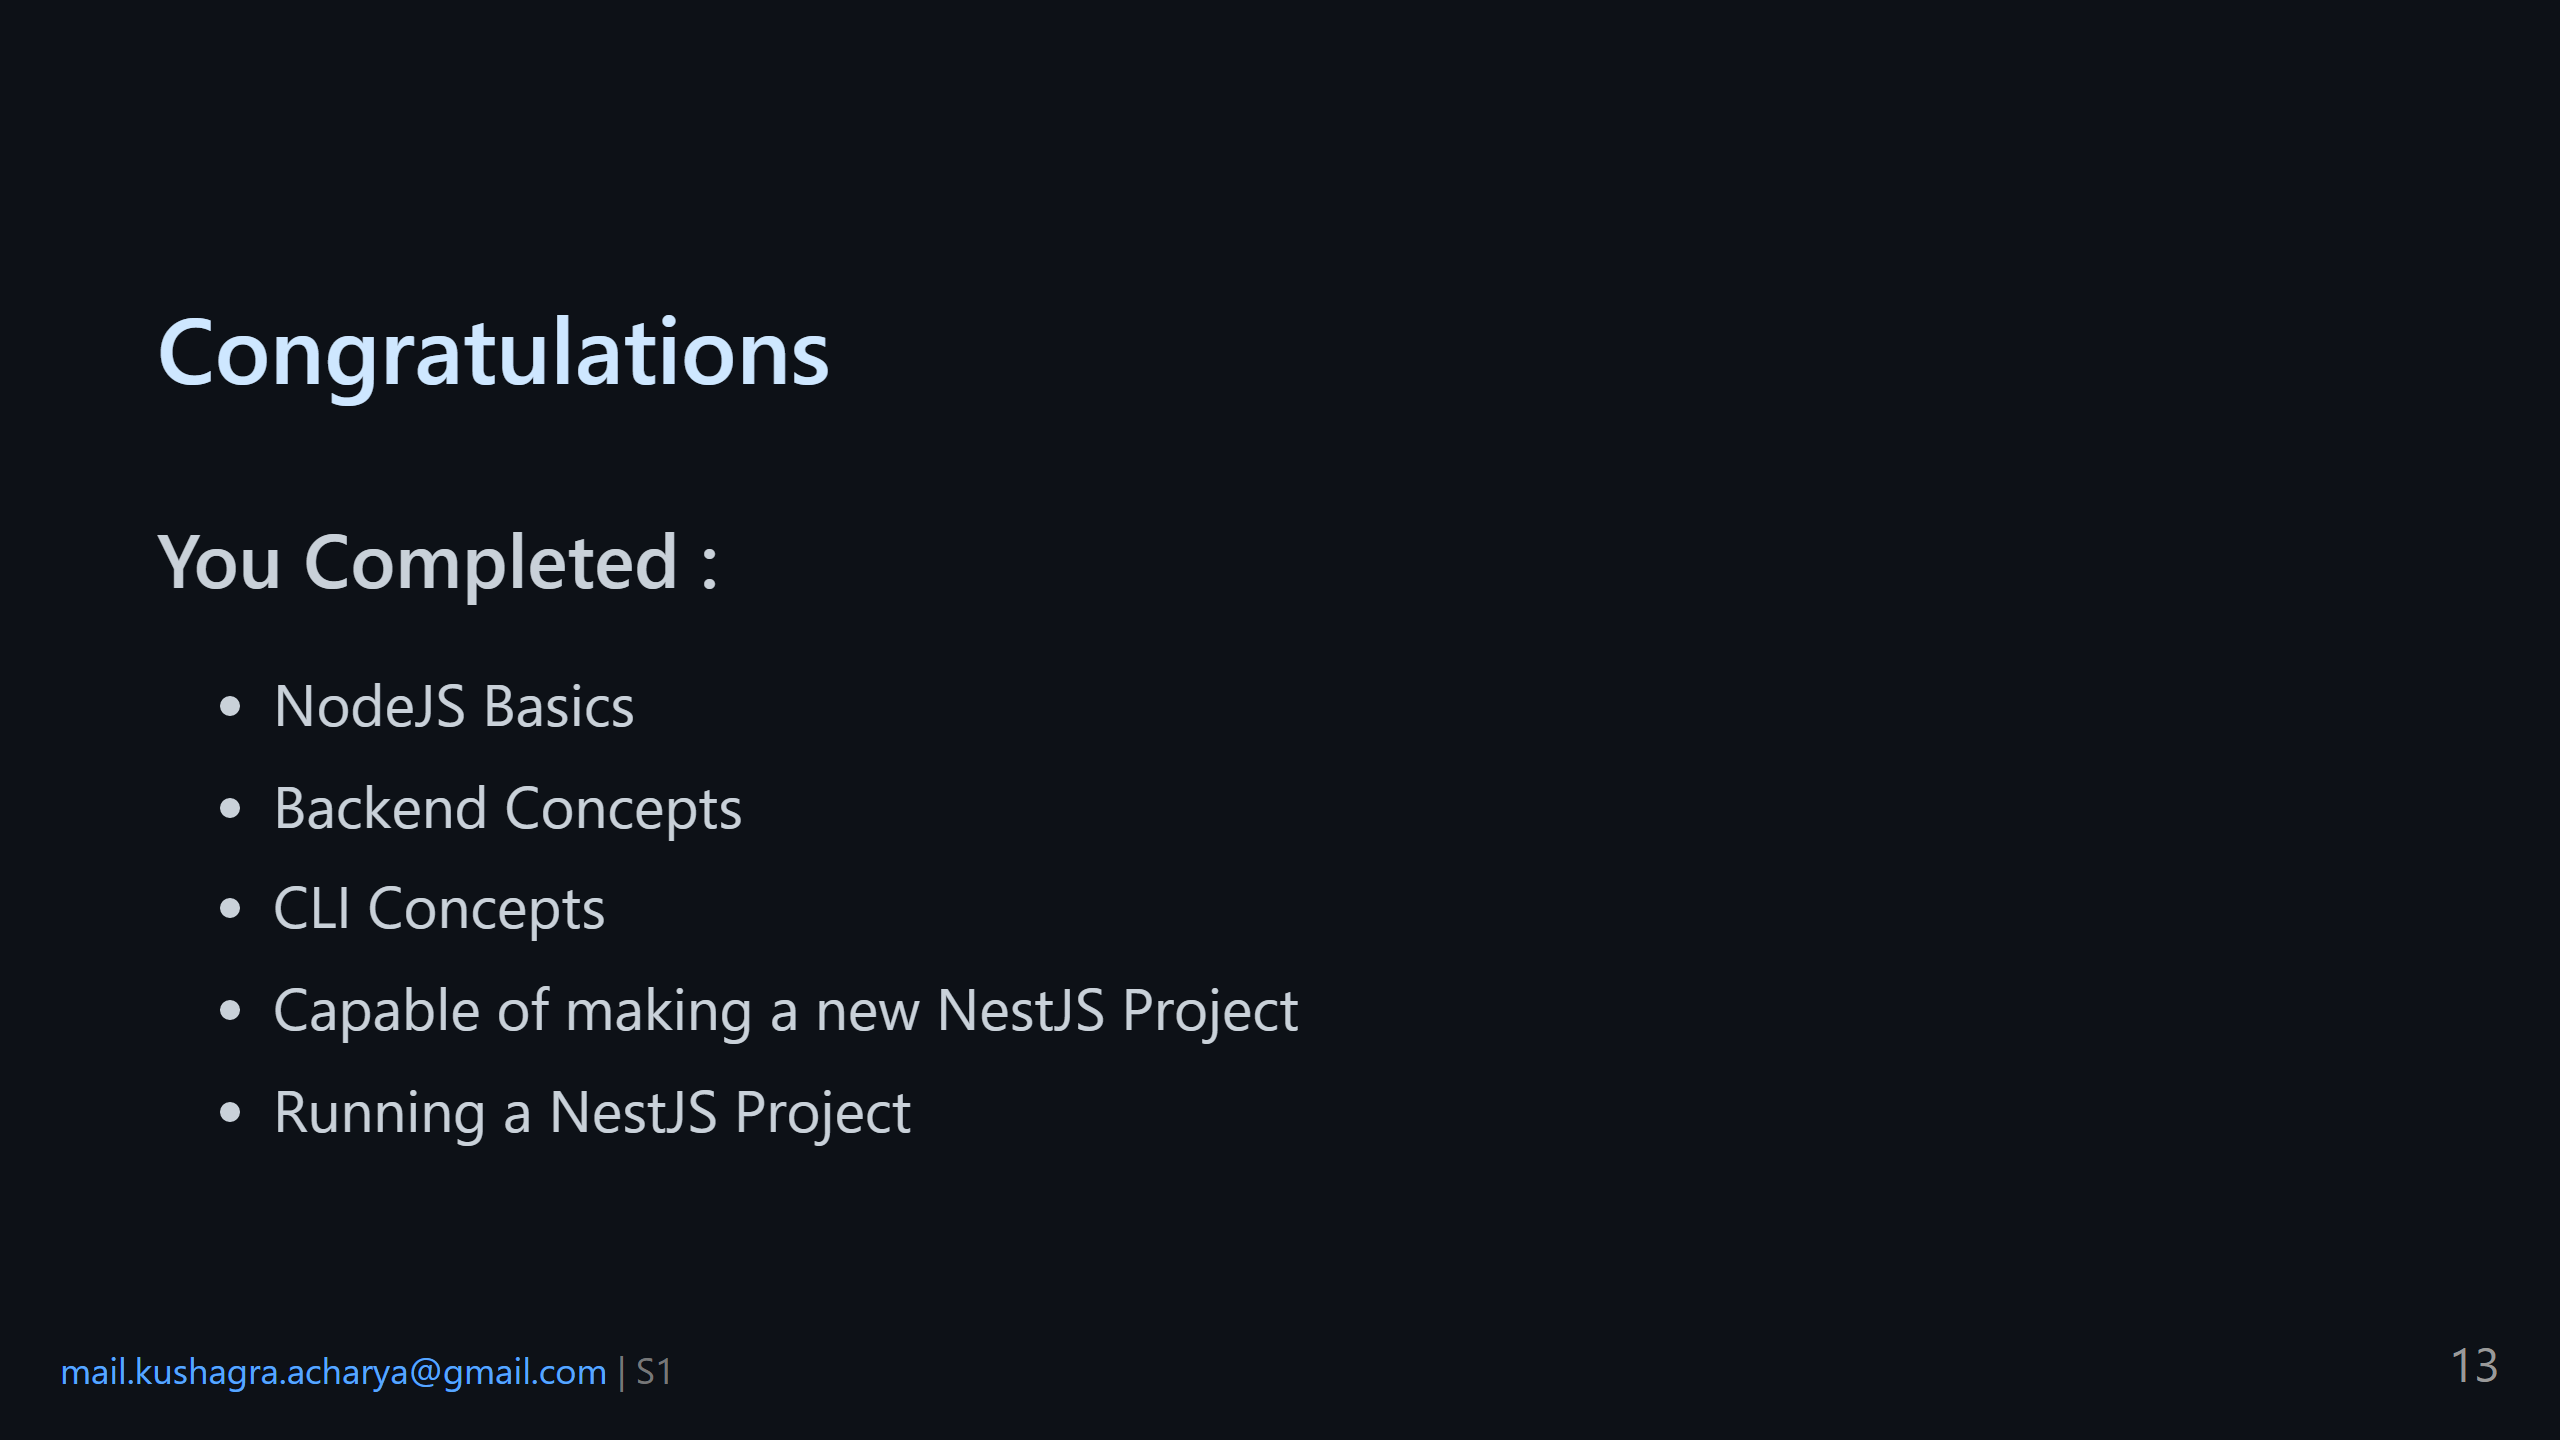 Congratulations
You Completed :
• NodeJS Basics
• Backend Concepts
• CLI Concepts
• Capable of making a new NestJS Project
• Running a NestJS Project
mail.kushagra.acharya@gmail.com | S1
13